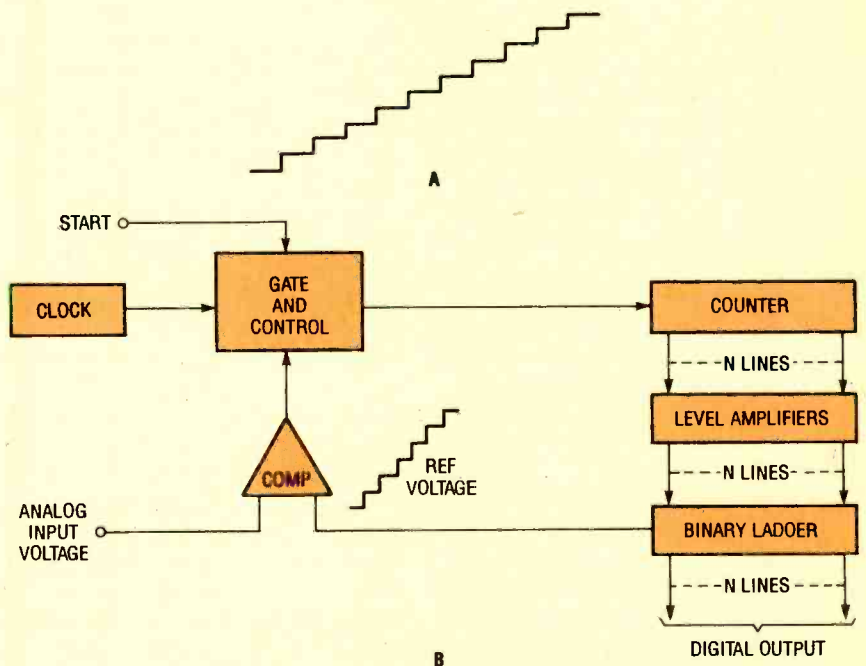 A
START
GATE
AND
CONTROL
CLOCK
COUNTER
N LINES
LEVEL AMPLIFIERS
COMP
REF
VOLTAGE
N LINES
ANALOG
INPUT
VOLTAGE
BINARY LADDER
N LINES
DIGITAL OUTPUT
B